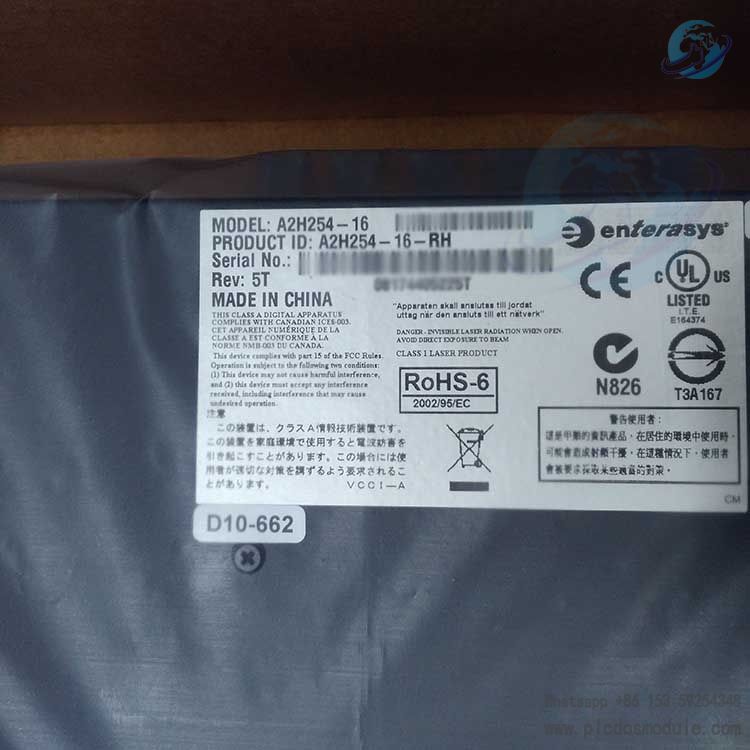 MODEL: A2H254-16
PRODUCT ID: A2H254-16-RH
Serial No.:
Rev: 5T
MADE IN CHINA
THIS CLASS A DIGITAL APPARATUS
COMPLIES WITH CANADIAN ICES-003.
CET APPAREIL NUMÉRIQUE DE LA
CLASSE A EST CONFORME À LA
NORME NMB-003 DU CANADA.
This device complies with part 15 of the FCC Rules.
Operation is subject to the following two conditions:
(1) This device may not cause harmful interference,
and (2) this device must accept any interference
received, including interference that may cause
undesired operation.
注意
この装置は、クラスA情報技術装置です。
この装置を家庭環境で使用すると電波妨害を
引き起こすことがあります。この場合には使
用者が適切な対策を講ずるよう要求されるこ
とがあります。
VCCI-A
enterasys
"Apparaten skall anslutas till jordat
uttag när den ansluts till ett nätverk"
DANGER - INVISIBLE LASER RADIATION WHEN OPEN.
AVOID DIRECT EXPOSURE TO BEAM
CLASS 1 LASER PRODUCT
CE
C UL US
LISTED
I.T.E.
E164374
RoHS-6
2002/95/EC
N826
T3A167
警告使用者：
這是甲類的資訊產品，在居住的環境中使用時，
可能會造成射頻干擾，在這種情況下，使用者
會被要求採取某些適當的對策。
CM
D10-662
Whatsapp +86 153 59254348
www.plcdcsmodule.com